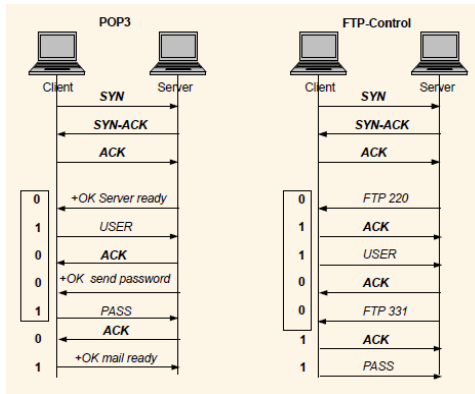 POP3
Client
Server
SYN
SYN-ACK
ACK
0 +OK Server ready
1 USER
0 ACK
0 +OK send password
1 PASS
0 ACK
1 +OK mail ready
FTP-Control
Client
Server
SYN
SYN-ACK
ACK
0 FTP 220
1 ACK
1 USER
0 ACK
0 FTP 331
1 ACK
1 PASS